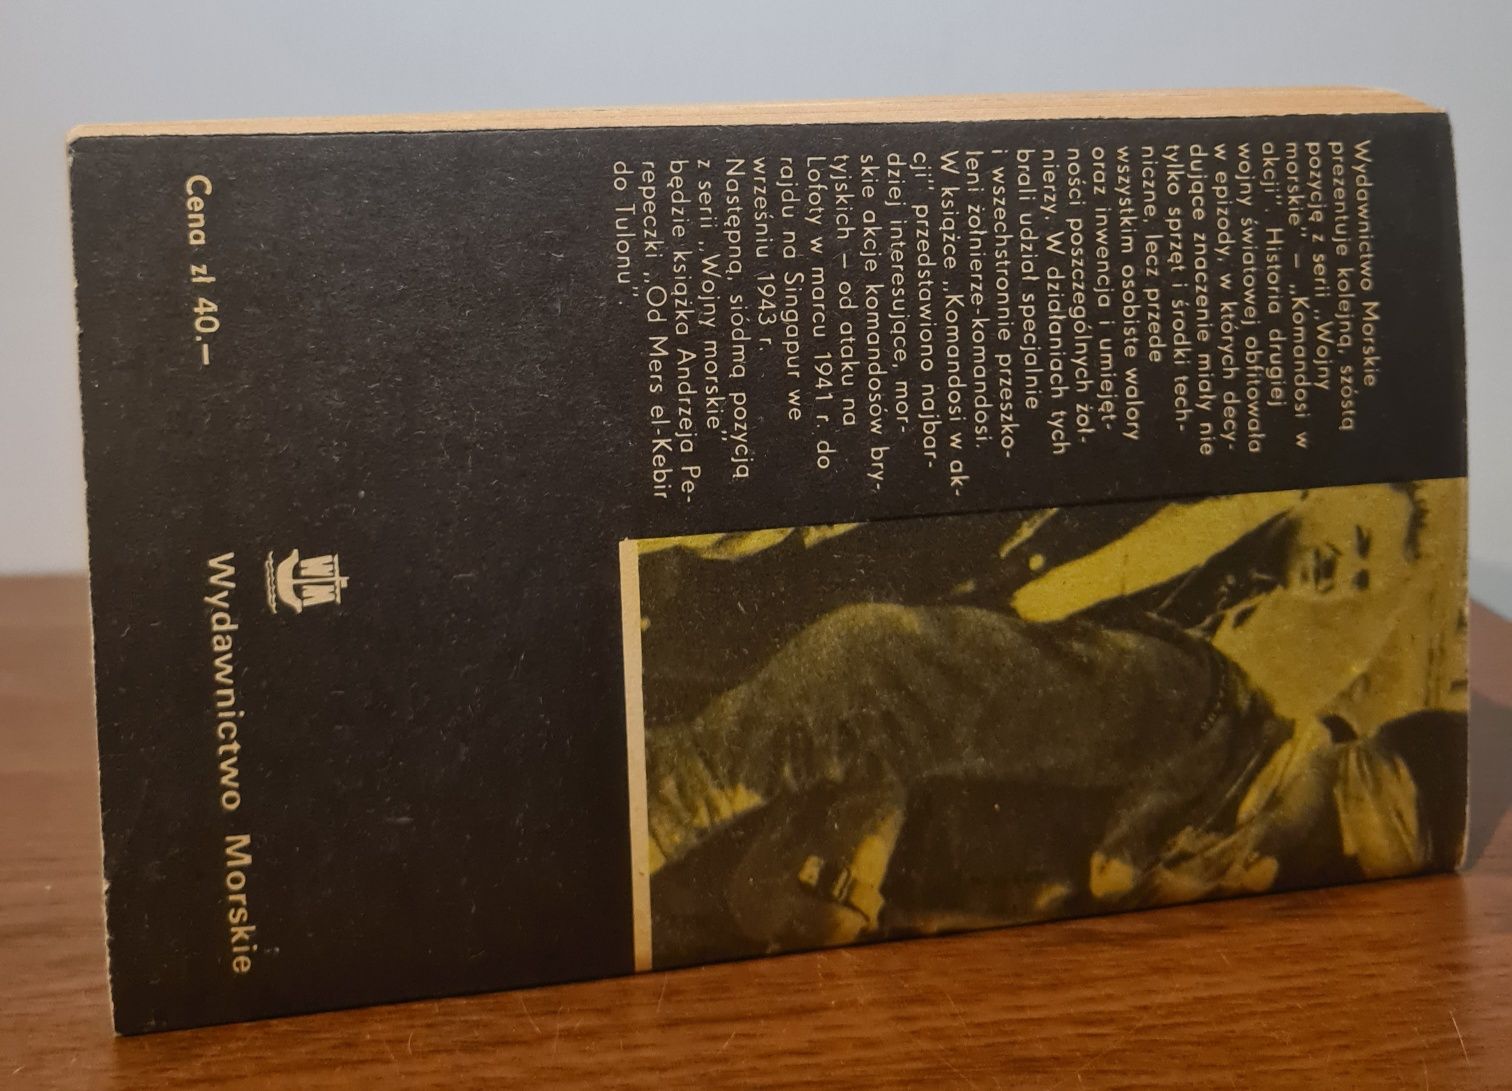 Wydawnictwo Morskie
prezentuje kolejną, szóstą
pozycję z serii „Wojny
morskie” – „Komandosi w
akcji”. Historia drugiej
wojny światowej obfitowała
w epizody, w których decy-
dujące znaczenie miały nie
tylko sprzęt i środki tech-
niczne, lecz przede
wszystkim osobiste walory
oraz inwencja i umiejęt-
ności poszczególnych żoł-
nierzy. W działaniach tych
brali udział specjalnie
i wszechstronnie przeszko-
leni żołnierze-komandosi.
W książce „Komandosi w ak-
cji” przedstawiono najbar-
dziej interesujące, mor-
skie akcje komandosów bry-
tyjskich – od ataku na
Lofoty w marcu 1941 r. do
rajdu na Singapur we
wrześniu 1943 r.
Następną, siódmą pozycją
z serii „Wojny morskie”
będzie książka Andrzeja Pe-
repeczki „Od Mers el-Kebir
do Tulonu”.
WM
Wydawnictwo Morskie
Cena zł 40.–